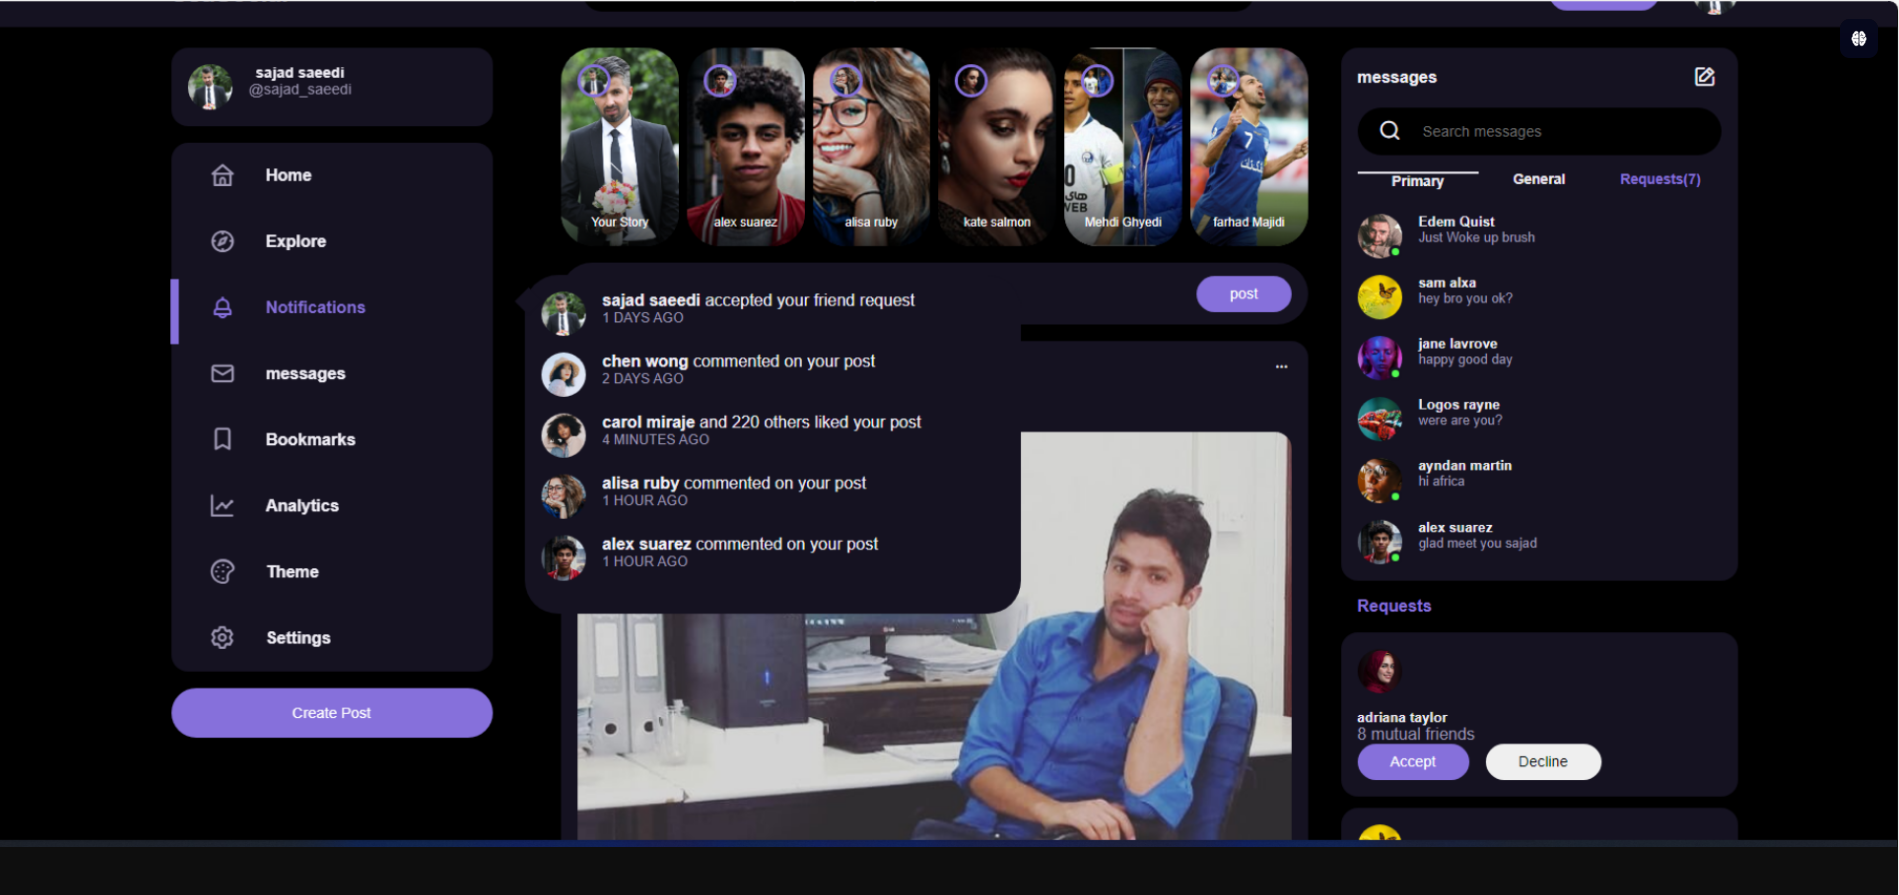 sajad saeedi
@sajad_saeedi
Home
Explore
Notifications
messages
Bookmarks
Analytics
Theme
Settings
Create Post
Your Story
alex suarez
alisa ruby
kate salmon
Mehdi Ghyedi
farhad Majidi
7
post
sajad saeedi accepted your friend request
1 DAYS AGO
chen wong commented on your post
2 DAYS AGO
carol miraje and 220 others liked your post
4 MINUTES AGO
alisa ruby commented on your post
1 HOUR AGO
alex suarez commented on your post
1 HOUR AGO
messages
Search messages
Primary
General
Requests(7)
Edem Quist
Just Woke up brush
sam alxa
hey bro you ok?
jane lavrove
happy good day
Logos rayne
were are you?
ayndan martin
hi africa
alex suarez
glad meet you sajad
Requests
adriana taylor
8 mutual friends
Accept
Decline